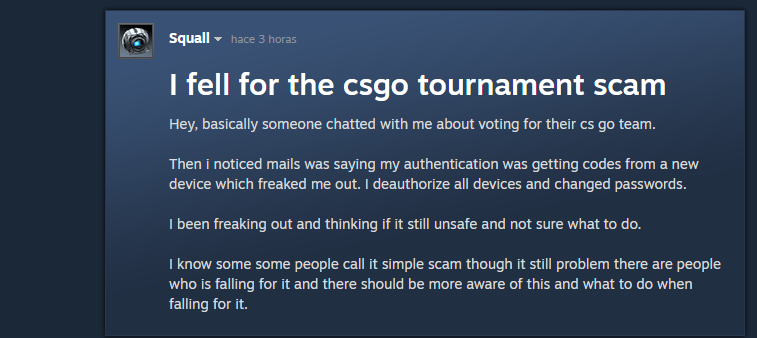 Squall hace 3 horas
I fell for the csgo tournament scam
Hey, basically someone chatted with me about voting for their cs go team.
Then i noticed mails was saying my authentication was getting codes from a new
device which freaked me out. I deauthorize all devices and changed passwords.
I been freaking out and thinking if it still unsafe and not sure what to do.
I know some some people call it simple scam though it still problem there are people
who is falling for it and there should be more aware of this and what to do when
falling for it.